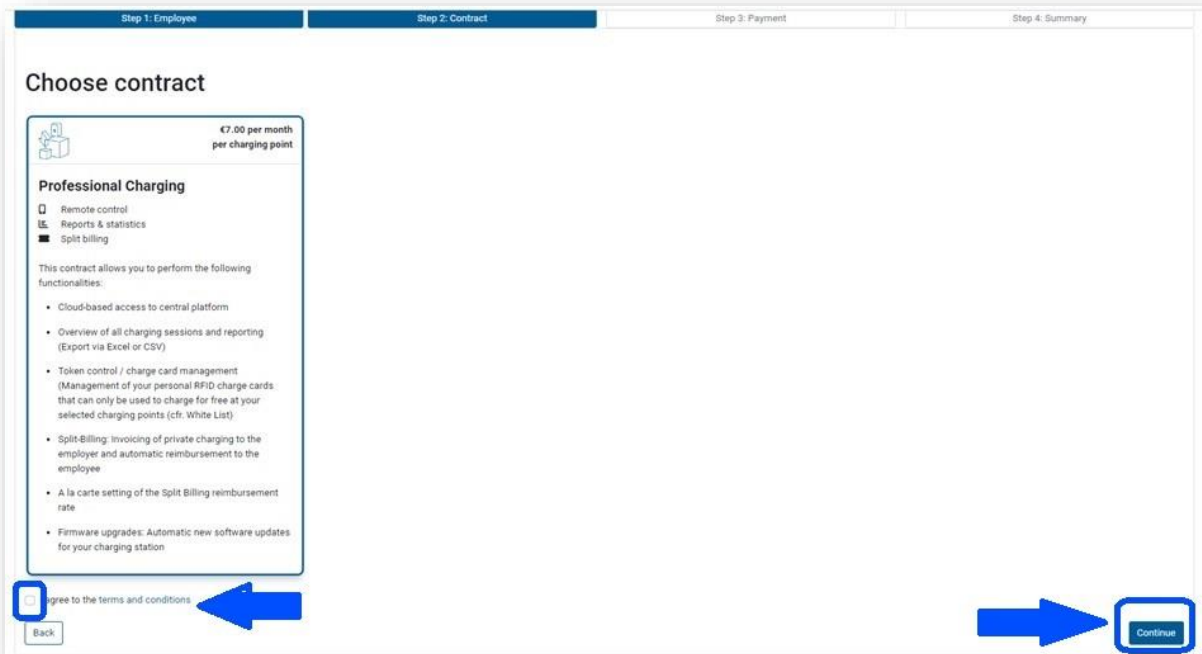 Step 1: Employee
Step 2: Contract
Step 3: Payment
Step 4: Summary
Choose contract
€7.00 per month
per charging point
Professional Charging
Remote control
Reports & statistics
Split billing
This contract allows you to perform the following
functionalities:
• Cloud-based access to central platform
• Overview of all charging sessions and reporting
(Export via Excel or CSV)
• Token control / charge card management
(Management of your personal RFID charge cards
that can only be used to charge for free at your
selected charging points (cfr. White List)
• Split-Billing: Invoicing of private charging to the
employer and automatic reimbursement to the
employee
• A la carte setting of the Split Billing reimbursement
rate
• Firmware upgrades: Automatic new software updates
for your charging station
agree to the terms and conditions
Back
Continue